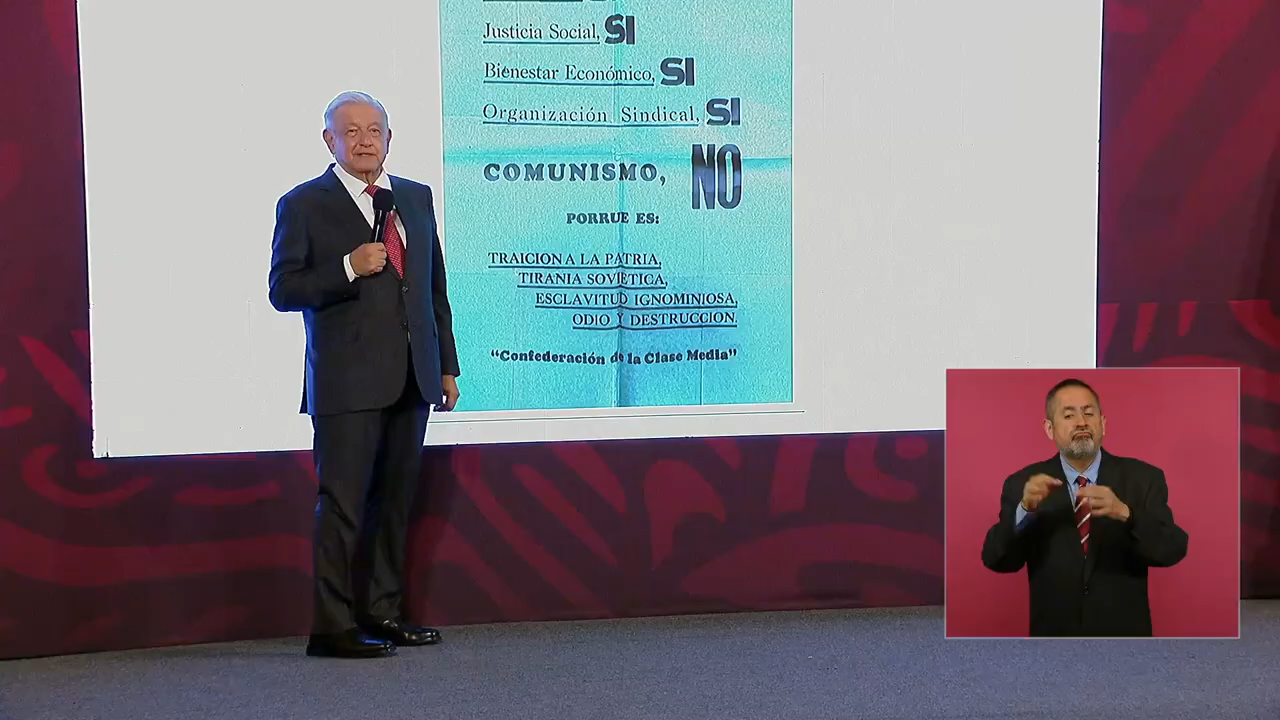 Justicia Social, SI
Bienestar Económico, SI
Organización Sindical, SI
COMUNISMO, NO
PORRUE ES:
TRAICION A LA PATRIA,
TIRANIA SOVIETICA,
ESCLAVITUD IGNOMINIOSA,
ODIO Y DESTRUCCION.
“Confederación de la Clase Media”